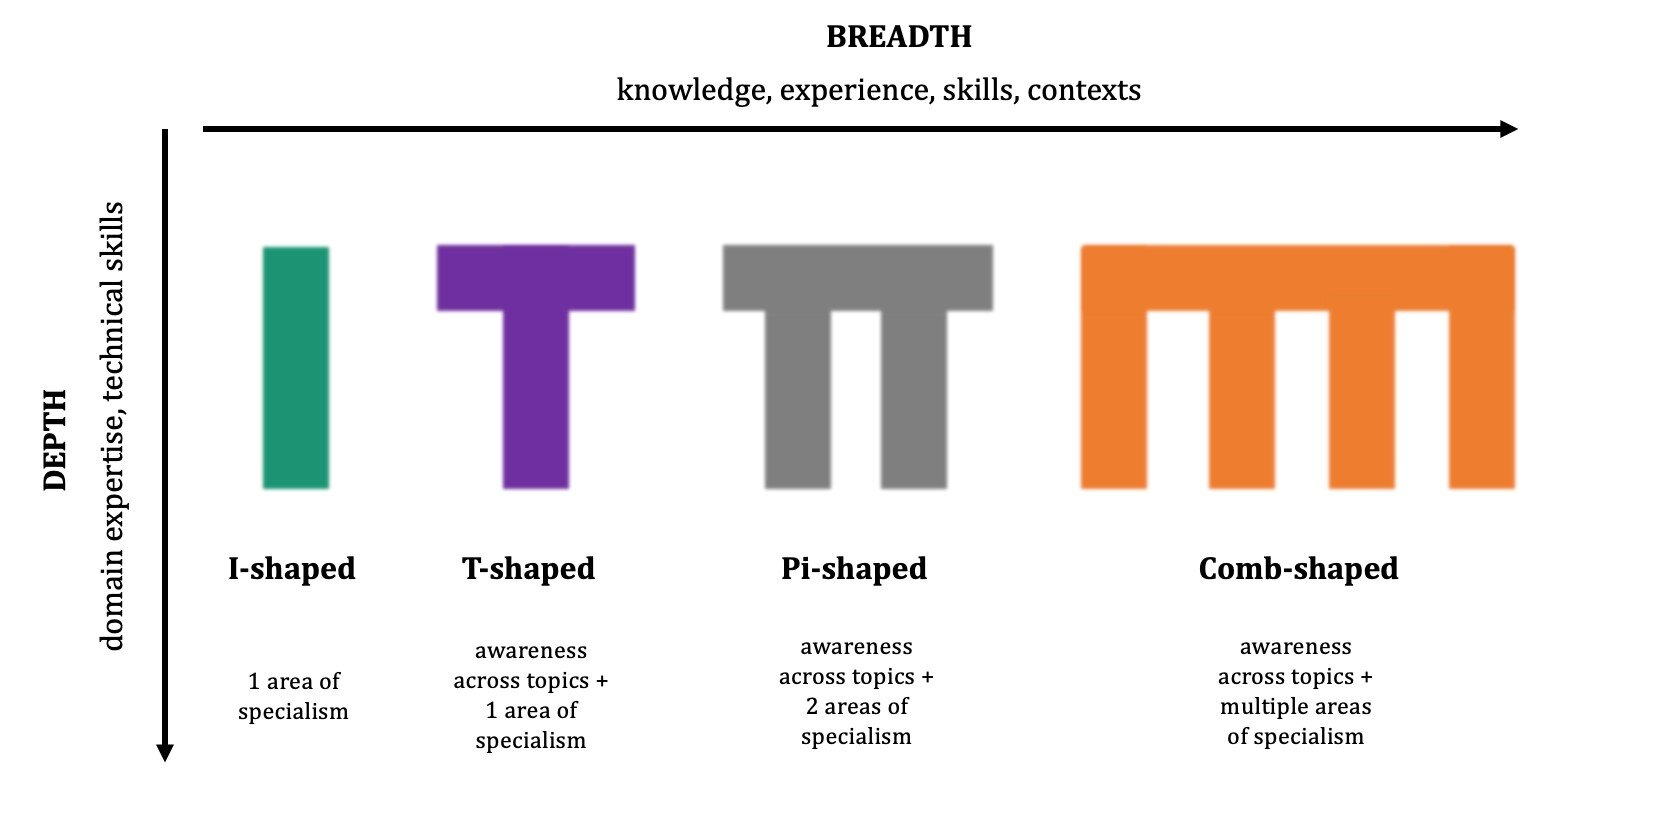 BREADTH
knowledge, experience, skills, contexts
DEPTH
domain expertise, technical skills
I-shaped
1 area of
specialism
T-shaped
awareness
across topics +
1 area of
specialism
Pi-shaped
awareness
across topics +
2 areas of
specialism
Comb-shaped
awareness
across topics +
multiple areas
of specialism